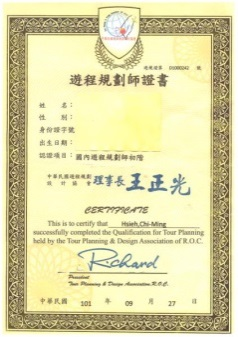 遊程規劃師證書
姓名:
性別:
身份證字號
出生日期:
認證項目: 國內遊程規劃師初階
中華民國遊程規劃設計協會 理事長 王正光
CERTIFICATE
This is to certify that Hsieh,Chi-Ming
successfully completed the Qualification for Tour Planning
held by the Tour Planning & Design Association of R.O.C.
Richard
President
Tour Planning & Design Association,R.O.C.
中華民國 101 年 09 月 27 日